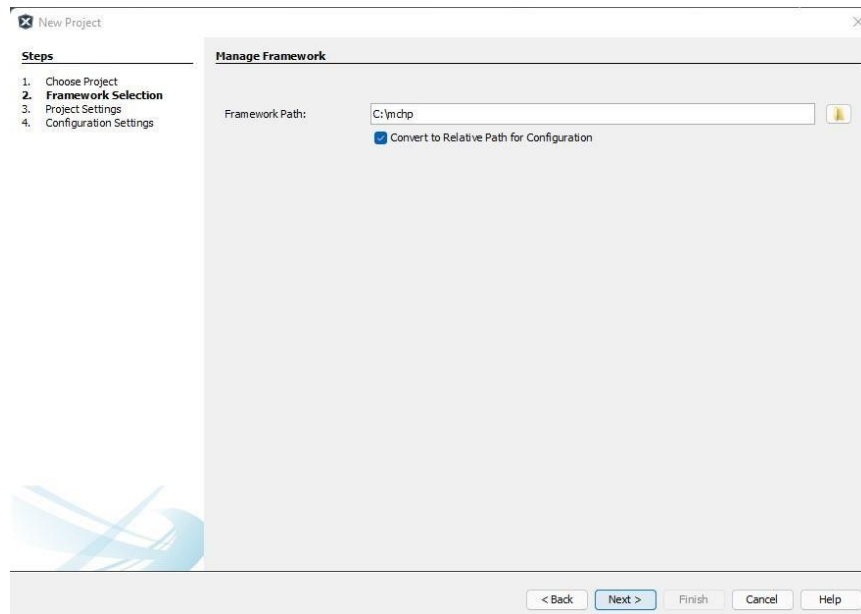 New Project
Steps
1. Choose Project
2. Framework Selection
3. Project Settings
4. Configuration Settings
Manage Framework
Framework Path: C:\mchp
Convert to Relative Path for Configuration
< Back Next > Finish Cancel Help